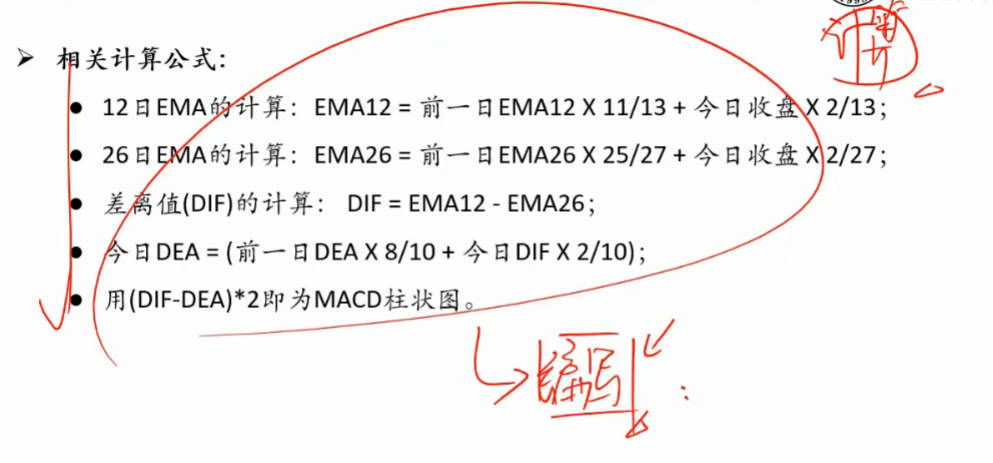 计算
➢ 相关计算公式：
● 12日EMA的计算：EMA12 = 前一日EMA12 X 11/13 + 今日收盘 X 2/13；
● 26日EMA的计算：EMA26 = 前一日EMA26 X 25/27 + 今日收盘 X 2/27；
● 差离值(DIF)的计算： DIF = EMA12 - EMA26；
● 今日DEA = (前一日DEA X 8/10 + 今日DIF X 2/10)；
● 用(DIF-DEA)*2即为MACD柱状图。
编写：